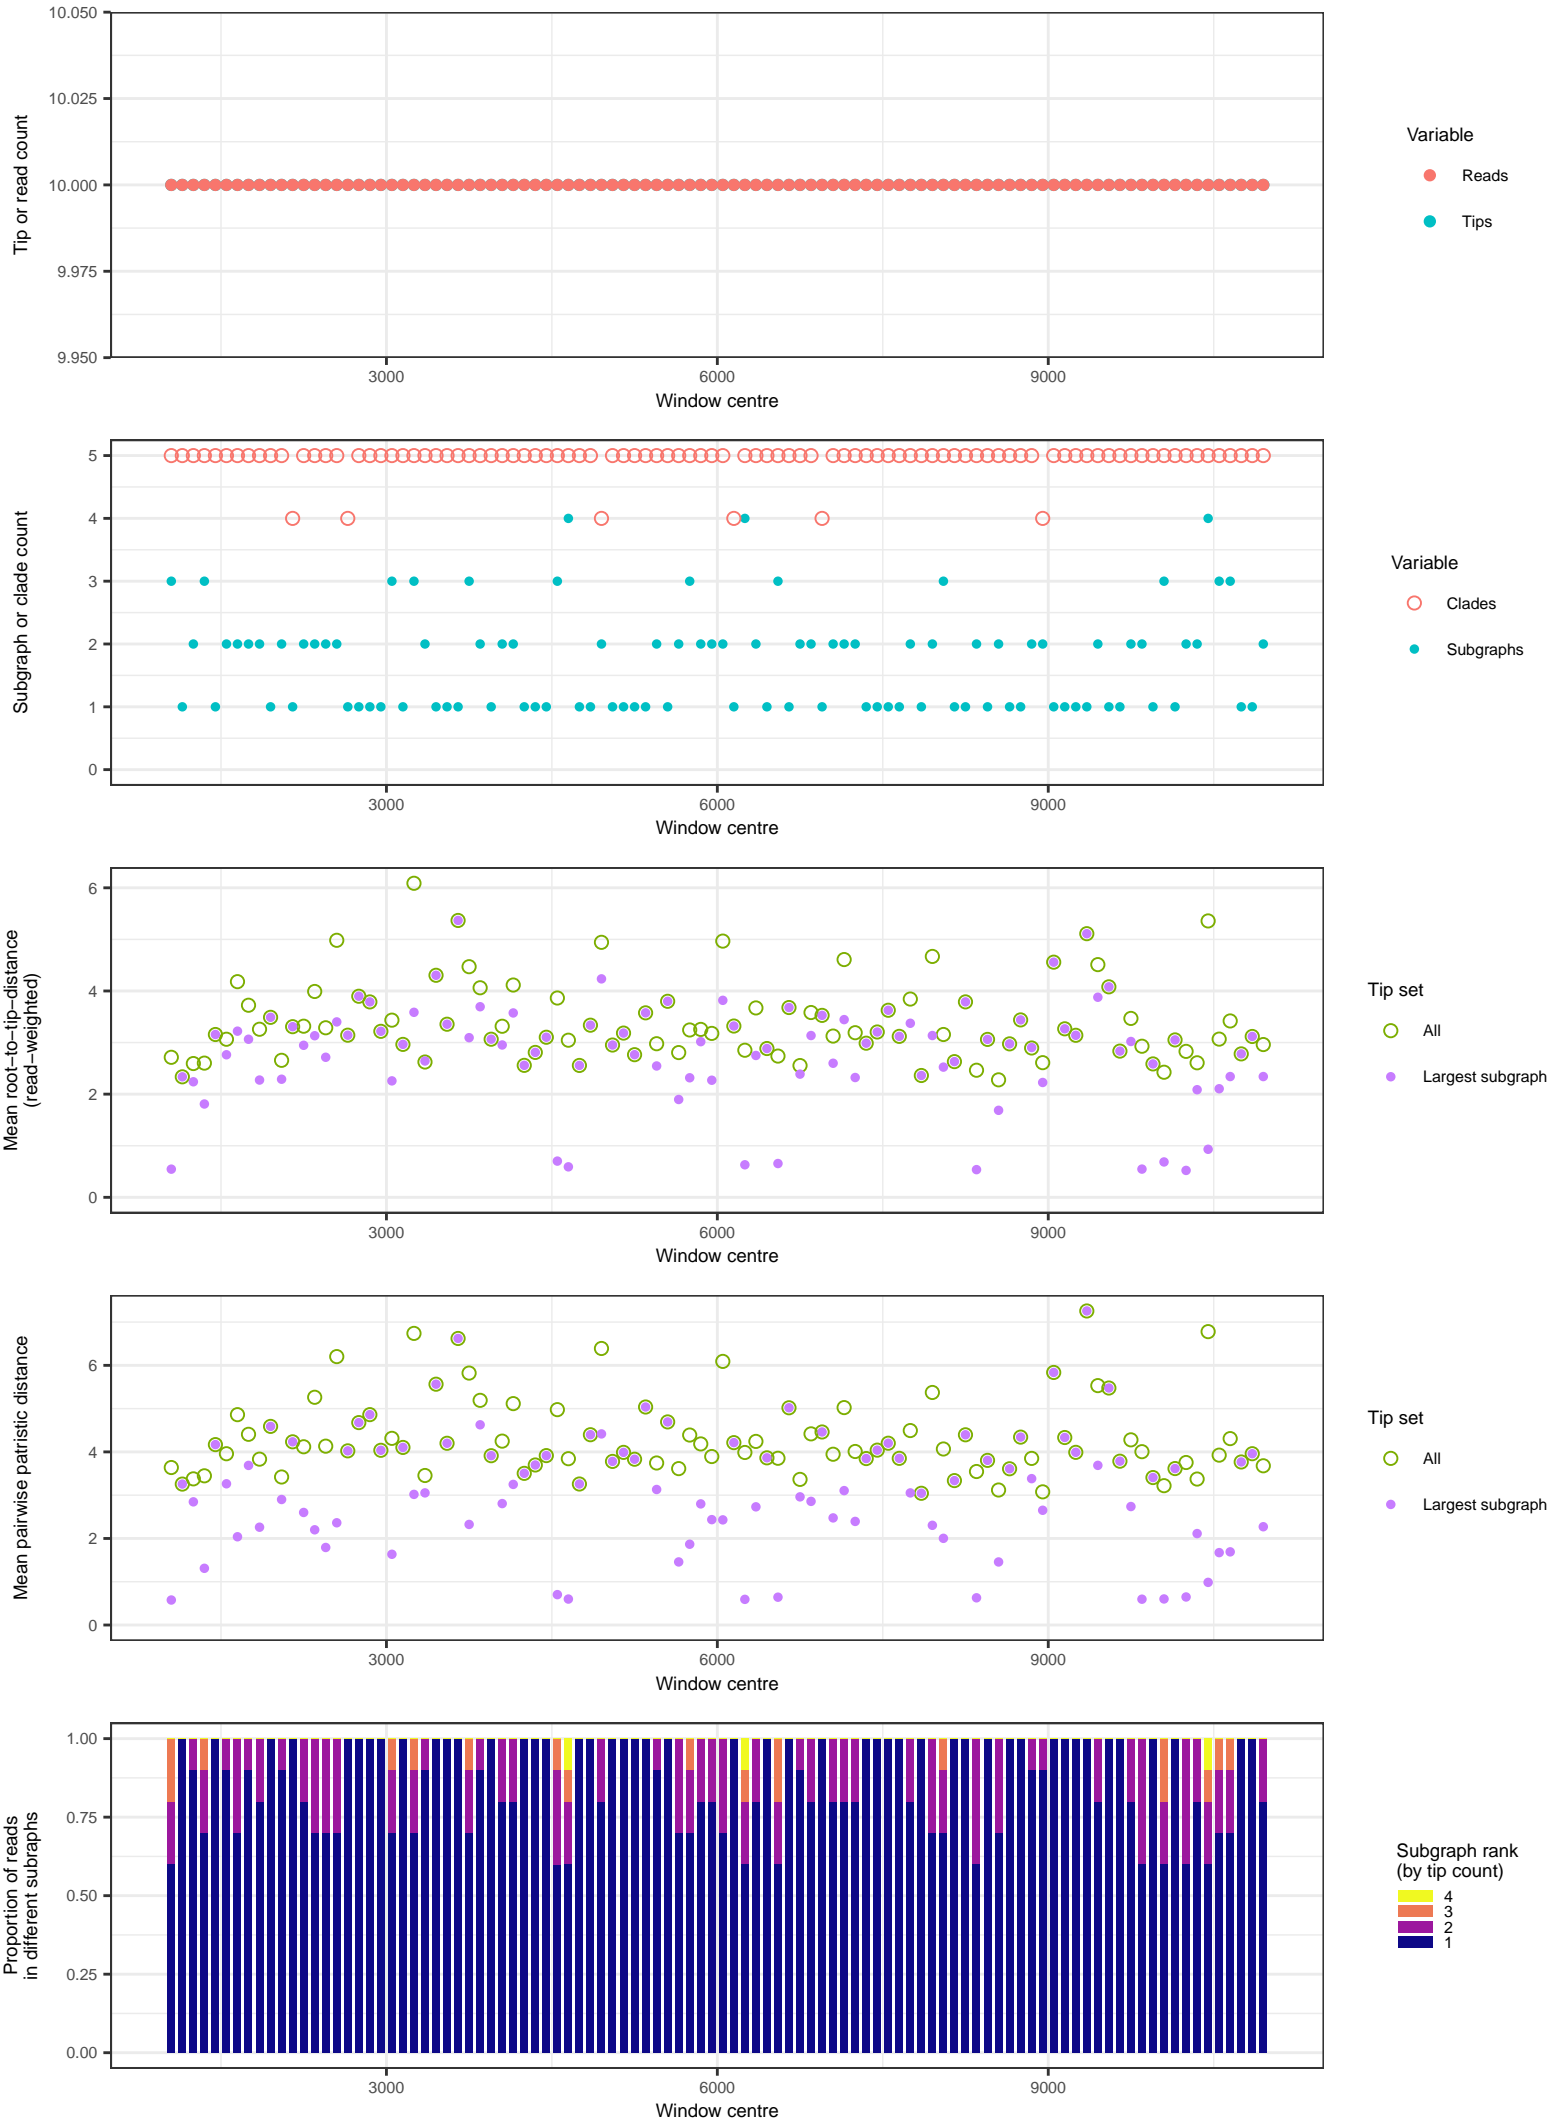 10.050
10.025
10.000
9.975
9.950
Tip or read count
3000 6000 9000
Window centre
Variable
Reads
Tips
5
4
3
2
1
0
Subgraph or clade count
3000 6000 9000
Window centre
Variable
Clades
Subgraphs
6
4
2
0
Mean root−to−tip−distance
(read−weighted)
3000 6000 9000
Window centre
Tip set
All
Largest subgraph
6
4
2
0
Mean pairwise patristic distance
3000 6000 9000
Window centre
Tip set
All
Largest subgraph
1.00
0.75
0.50
0.25
0.00
Proportion of reads
in different subraphs
3000 6000 9000
Window centre
Subgraph rank
(by tip count)
4
3
2
1